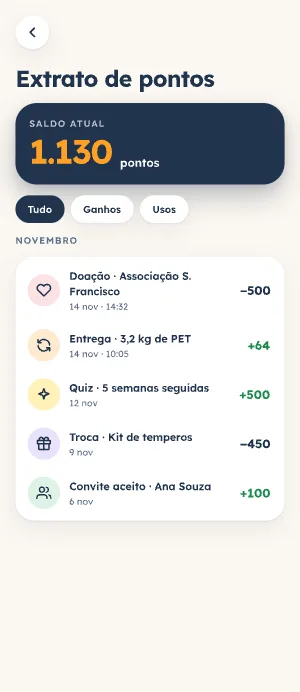 Extrato de pontos
SALDO ATUAL
1.130 pontos
Tudo
Ganhos
Usos
NOVEMBRO
Doação · Associação S.
Francisco
14 nov · 14:32
−500
Entrega · 3,2 kg de PET
14 nov · 10:05
+64
Quiz · 5 semanas seguidas
12 nov
+500
Troca · Kit de temperos
9 nov
−450
Convite aceito · Ana Souza
6 nov
+100